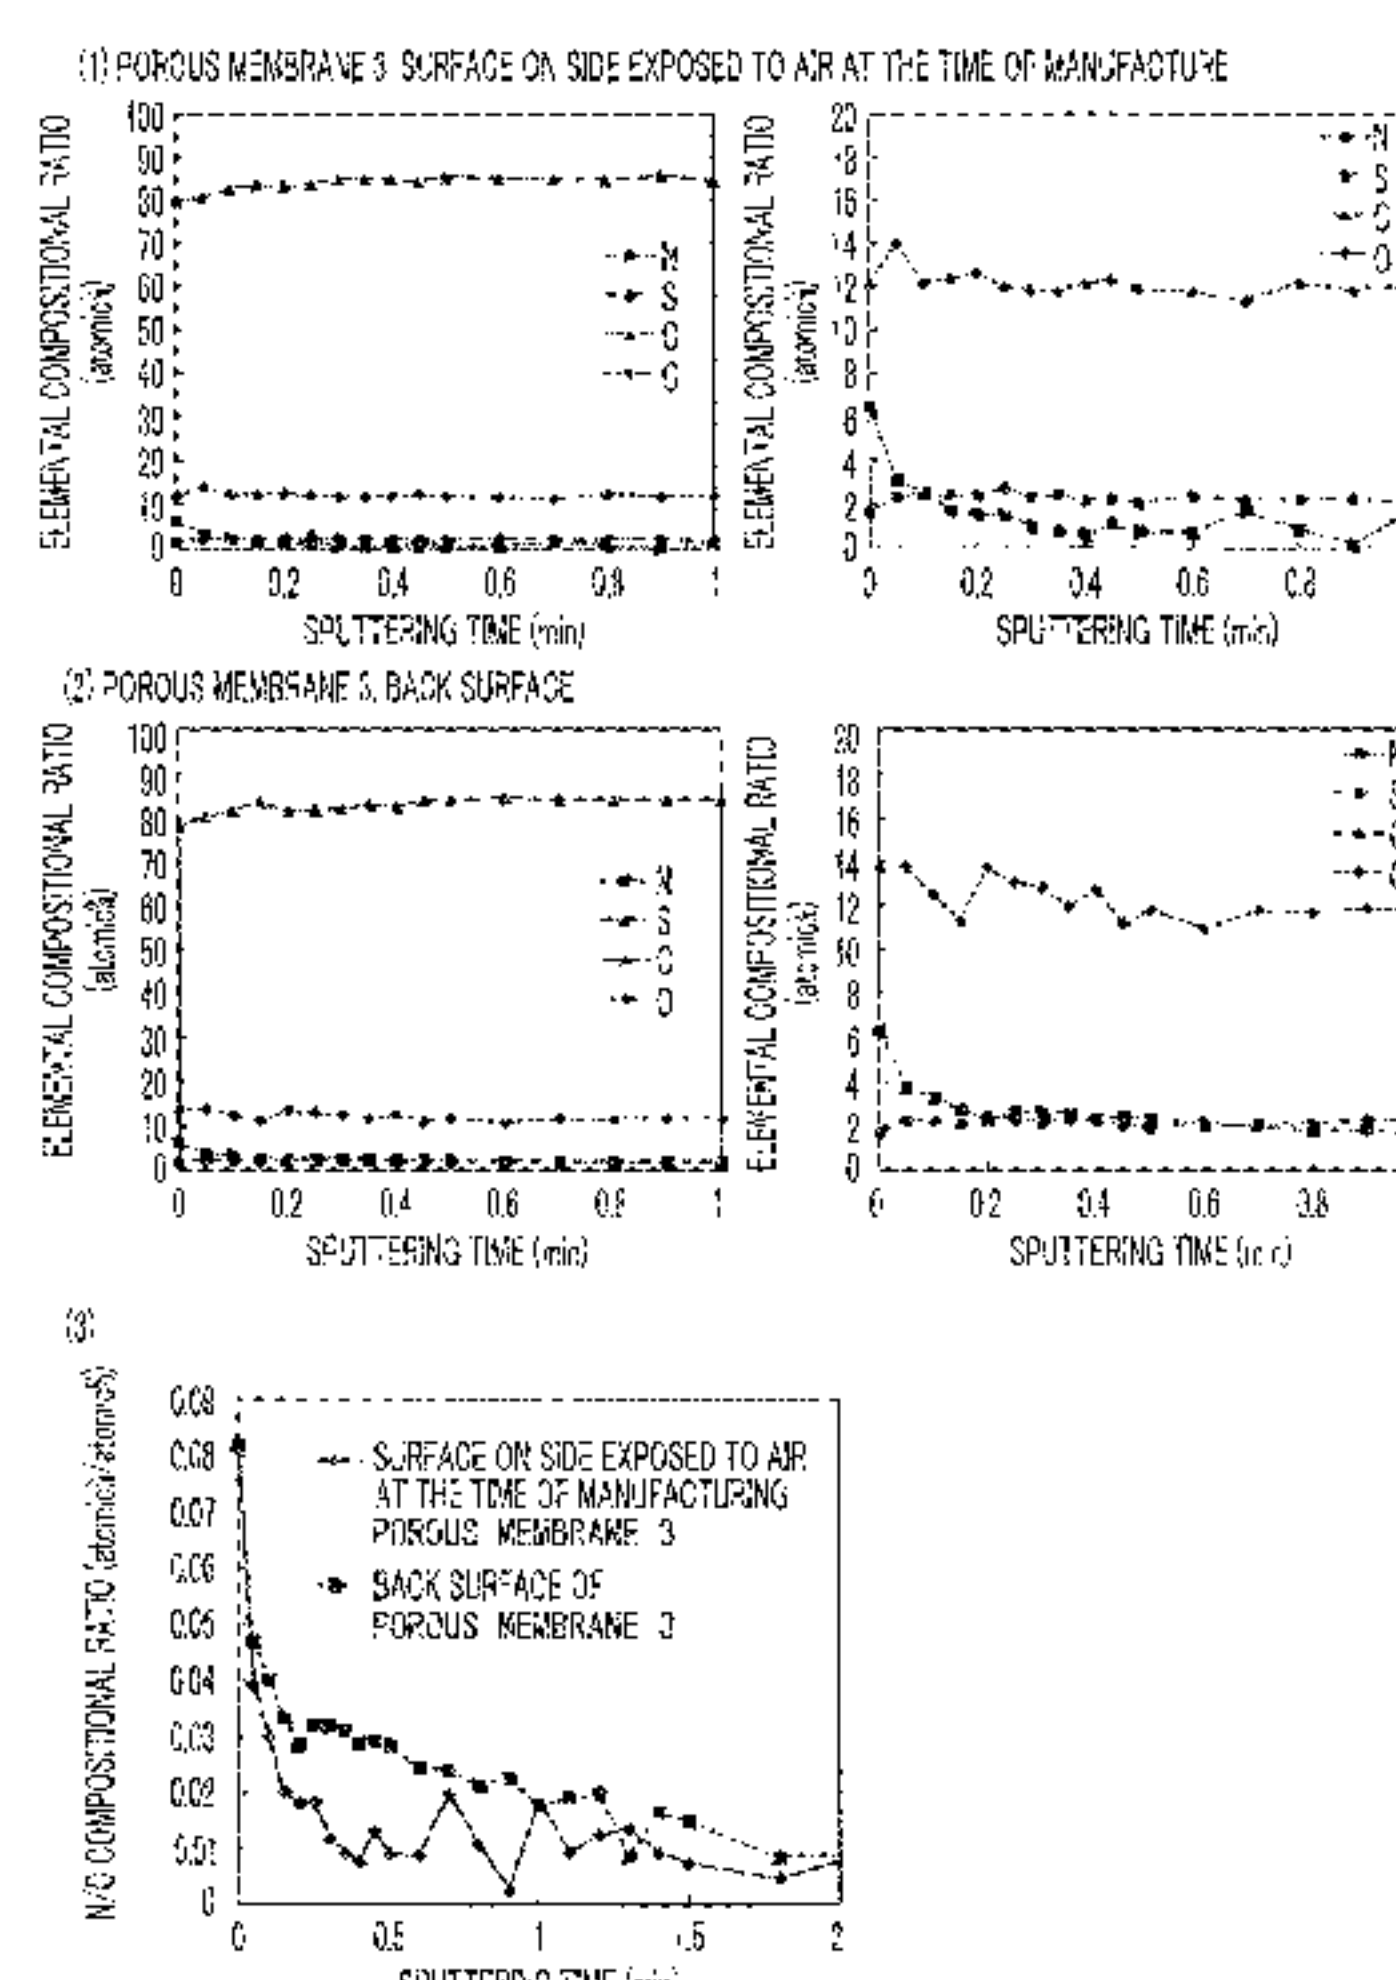 (1) POROUS MEMBRANE 3 SURFACE ON SIDE EXPOSED TO AIR AT THE TIME OF MANUFACTURE
ELEMENTAL COMPOSITIONAL RATIO
100
90
80
70
60
50
40
30
20
10
0
N
S
C
O
0 0.2 0.4 0.6 0.8 1
SPUTTERING TIME (min)
ELEMENTAL COMPOSITIONAL RATIO
20
18
16
14
12
10
8
6
4
2
0
N
S
C
O
0 0.2 0.4 0.6 0.8
SPUTTERING TIME (min)
(2) POROUS MEMBRANE 3, BACK SURFACE
ELEMENTAL COMPOSITIONAL RATIO
100
90
80
70
60
50
40
30
20
10
0
N
S
C
O
0 0.2 0.4 0.6 0.8 1
SPUTTERING TIME (min)
ELEMENTAL COMPOSITIONAL RATIO
20
18
16
14
12
10
8
6
4
2
0
0 0.2 0.4 0.6 0.8
SPUTTERING TIME (min)
(3)
N/C COMPOSITIONAL RATIO
0.08
0.07
0.06
0.05
0.04
0.03
0.02
0.01
0
SURFACE ON SIDE EXPOSED TO AIR
AT THE TIME OF MANUFACTURING
POROUS MEMBRANE 3
BACK SURFACE OF
POROUS MEMBRANE 3
0 0.5 1 1.5 2
SPUTTERING TIME (min)